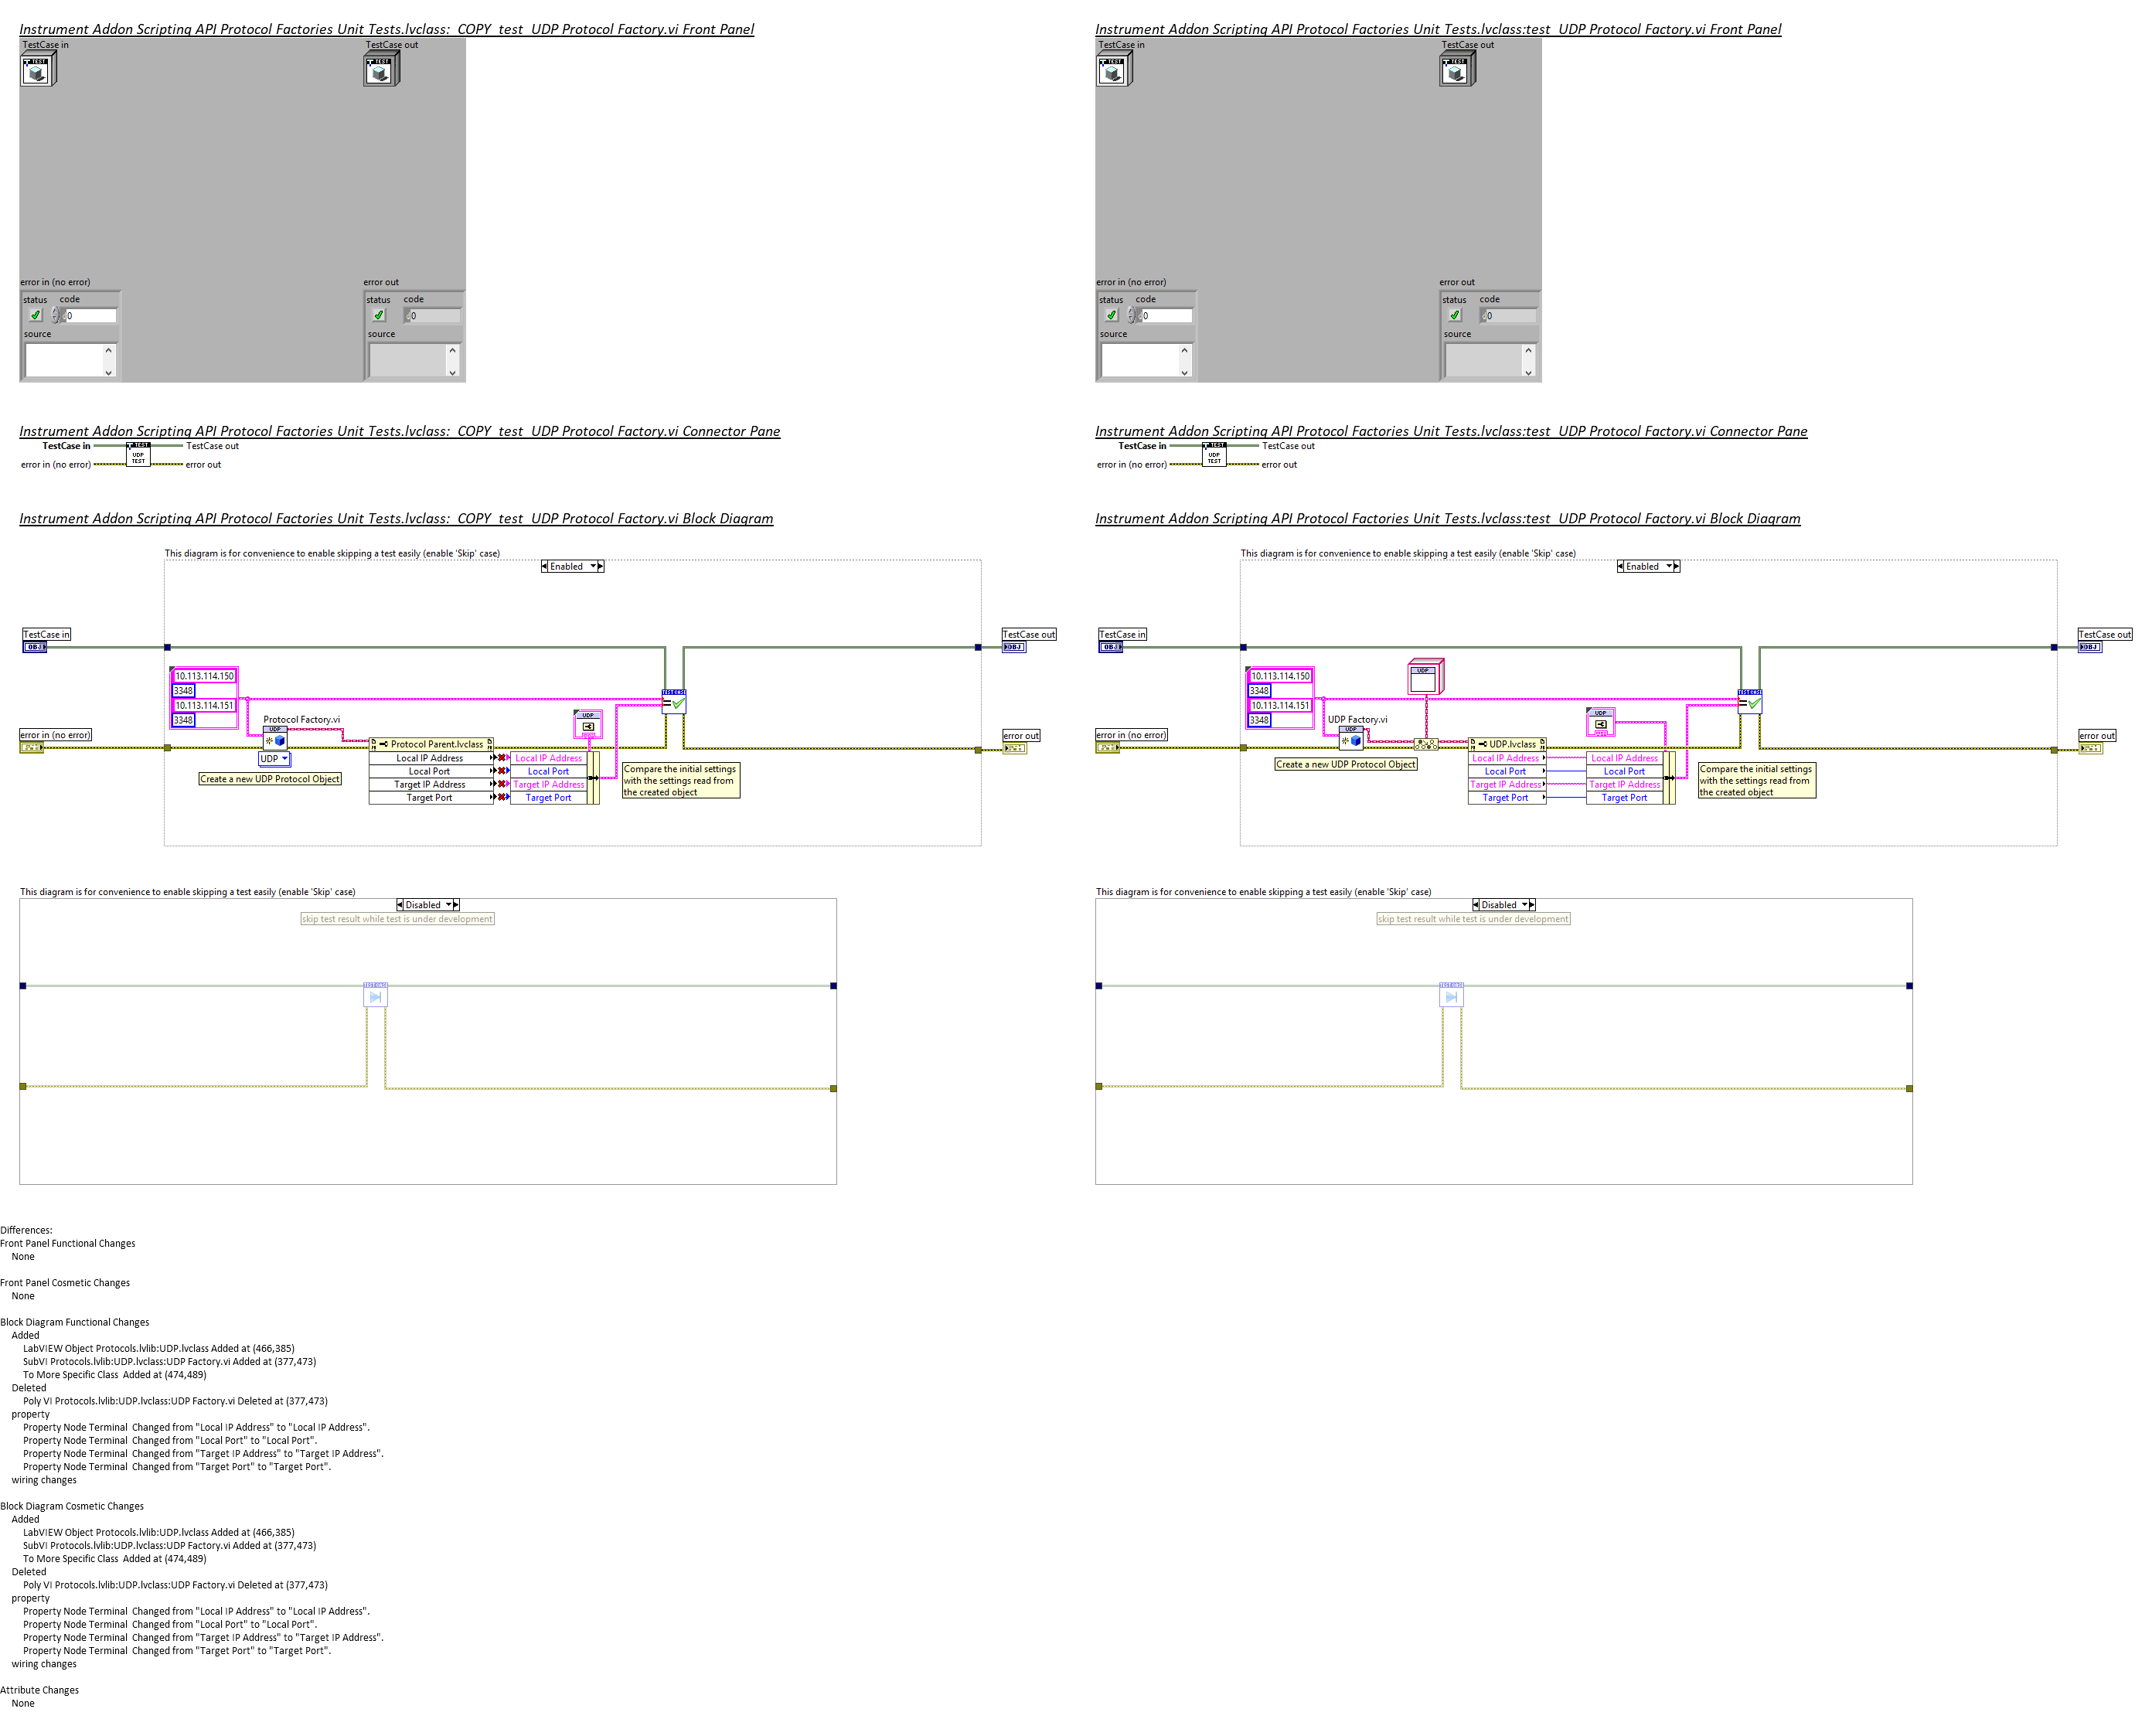 Instrument Addon Scripting API Protocol Factories Unit Tests.lvclass:_COPY_test_UDP Protocol Factory.vi Front Panel
TestCase in
TestCase out
TEST
TEST
error in (no error)
error out
status code
0
source
status code
0
source
Instrument Addon Scripting API Protocol Factories Unit Tests.lvclass:_COPY_test_UDP Protocol Factory.vi Connector Pane
TestCase in
TEST
UDP
TEST
TestCase out
error in (no error)
error out
Instrument Addon Scripting API Protocol Factories Unit Tests.lvclass:_COPY_test_UDP Protocol Factory.vi Block Diagram
This diagram is for convenience to enable skipping a test easily (enable 'Skip' case)
Enabled
TestCase in
OBJ
TestCase out
OBJ
10.113.114.150
3348
10.113.114.151
3348
error in (no error)
error out
Protocol Factory.vi
UDP
UDP
Create a new UDP Protocol Object
Protocol Parent.lvclass
Local IP Address
Local Port
Target IP Address
Target Port
UDP
Local IP Address
Local Port
Target IP Address
Target Port
Compare the initial settings
with the settings read from
the created object
This diagram is for convenience to enable skipping a test easily (enable 'Skip' case)
Disabled
skip test result while test is under development
Instrument Addon Scripting API Protocol Factories Unit Tests.lvclass:test_UDP Protocol Factory.vi Front Panel
TestCase in
TestCase out
TEST
TEST
error in (no error)
error out
status code
0
source
status code
0
source
Instrument Addon Scripting API Protocol Factories Unit Tests.lvclass:test_UDP Protocol Factory.vi Connector Pane
TestCase in
TEST
UDP
TEST
TestCase out
error in (no error)
error out
Instrument Addon Scripting API Protocol Factories Unit Tests.lvclass:test_UDP Protocol Factory.vi Block Diagram
This diagram is for convenience to enable skipping a test easily (enable 'Skip' case)
Enabled
TestCase in
OBJ
TestCase out
OBJ
10.113.114.150
3348
10.113.114.151
3348
UDP
error in (no error)
error out
UDP Factory.vi
UDP
Create a new UDP Protocol Object
UDP.lvclass
Local IP Address
Local Port
Target IP Address
Target Port
UDP
Local IP Address
Local Port
Target IP Address
Target Port
Compare the initial settings
with the settings read from
the created object
This diagram is for convenience to enable skipping a test easily (enable 'Skip' case)
Disabled
skip test result while test is under development
Differences:
Front Panel Functional Changes
None
Front Panel Cosmetic Changes
None
Block Diagram Functional Changes
Added
LabVIEW Object Protocols.lvlib:UDP.lvclass Added at (466,385)
SubVI Protocols.lvlib:UDP.lvclass:UDP Factory.vi Added at (377,473)
To More Specific Class  Added at (474,489)
Deleted
Poly VI Protocols.lvlib:UDP.lvclass:UDP Factory.vi Deleted at (377,473)
property
Property Node Terminal  Changed from "Local IP Address" to "Local IP Address".
Property Node Terminal  Changed from "Local Port" to "Local Port".
Property Node Terminal  Changed from "Target IP Address" to "Target IP Address".
Property Node Terminal  Changed from "Target Port" to "Target Port".
wiring changes
Block Diagram Cosmetic Changes
Added
LabVIEW Object Protocols.lvlib:UDP.lvclass Added at (466,385)
SubVI Protocols.lvlib:UDP.lvclass:UDP Factory.vi Added at (377,473)
To More Specific Class  Added at (474,489)
Deleted
Poly VI Protocols.lvlib:UDP.lvclass:UDP Factory.vi Deleted at (377,473)
property
Property Node Terminal  Changed from "Local IP Address" to "Local IP Address".
Property Node Terminal  Changed from "Local Port" to "Local Port".
Property Node Terminal  Changed from "Target IP Address" to "Target IP Address".
Property Node Terminal  Changed from "Target Port" to "Target Port".
wiring changes
Attribute Changes
None